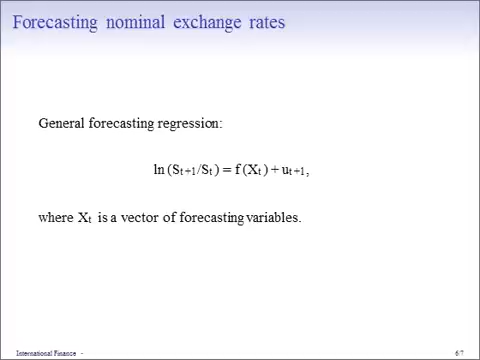 Forecasting nominal exchange rates
General forecasting regression:
ln (St+1/St) = f (Xt) + ut+1,
where Xt is a vector of forecasting variables.
International Finance -
6/7